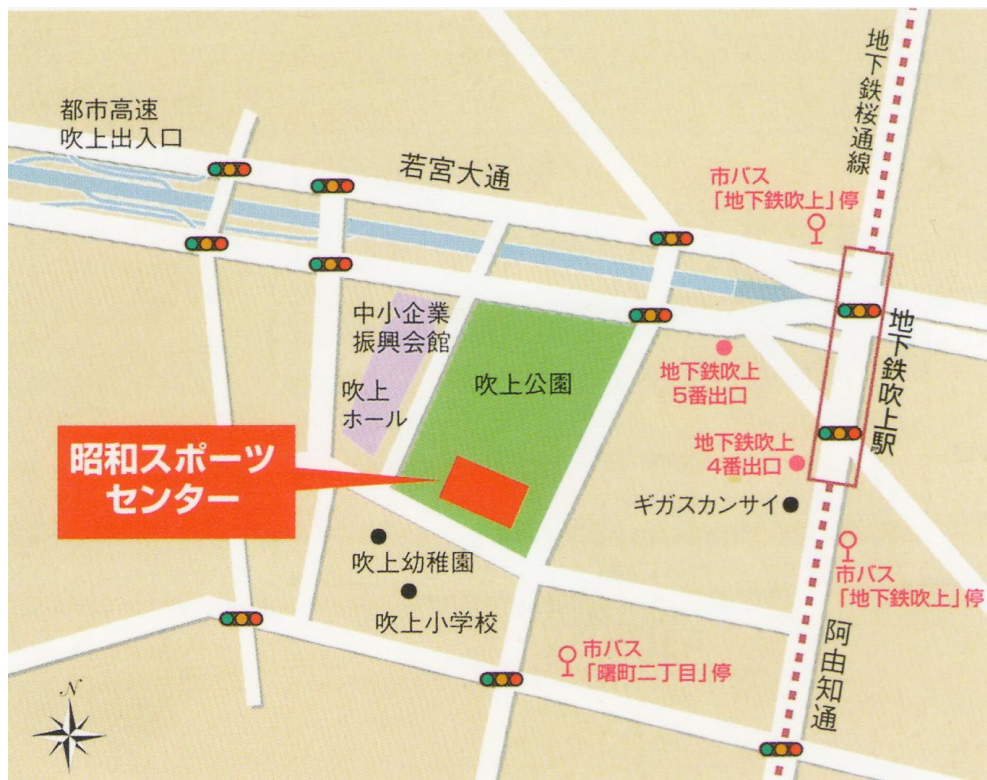 都市高速
吹上出入口
若宮大通
地下鉄桜通線
市バス
「地下鉄吹上」停
中小企業
振興会館
吹上
ホール
吹上公園
地下鉄吹上
5番出口
地下鉄吹上駅
昭和スポーツ
センター
地下鉄吹上
4番出口
ギガスカンサイ
吹上幼稚園
吹上小学校
市バス
「地下鉄吹上」停
市バス
「曙町二丁目」停
阿由知通
N